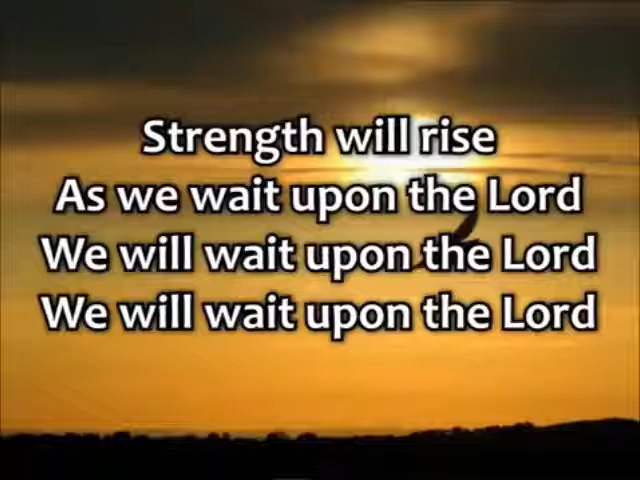 Strength will rise
As we wait upon the Lord
We will wait upon the Lord
We will wait upon the Lord